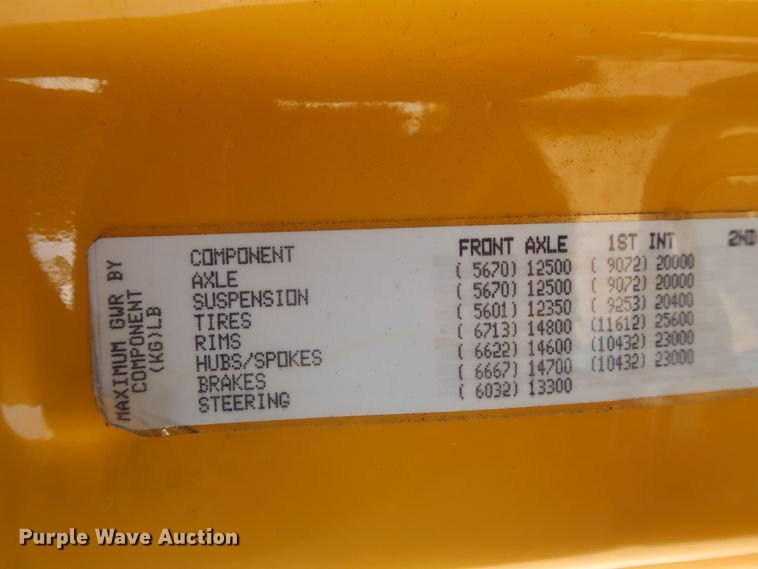 MAXIMUM GWR BY
COMPONENT
(KG)LB
COMPONENT FRONT AXLE 1ST INT 2ND
AXLE ( 5670) 12500 ( 9072) 20000
SUSPENSION ( 5670) 12500 ( 9072) 20000
TIRES ( 5601) 12350 ( 9253) 20400
RIMS ( 6713) 14800 (11612) 25600
HUBS/SPOKES ( 6622) 14600 (10432) 23000
BRAKES ( 6667) 14700 (10432) 23000
STEERING ( 6032) 13300
Purple Wave Auction